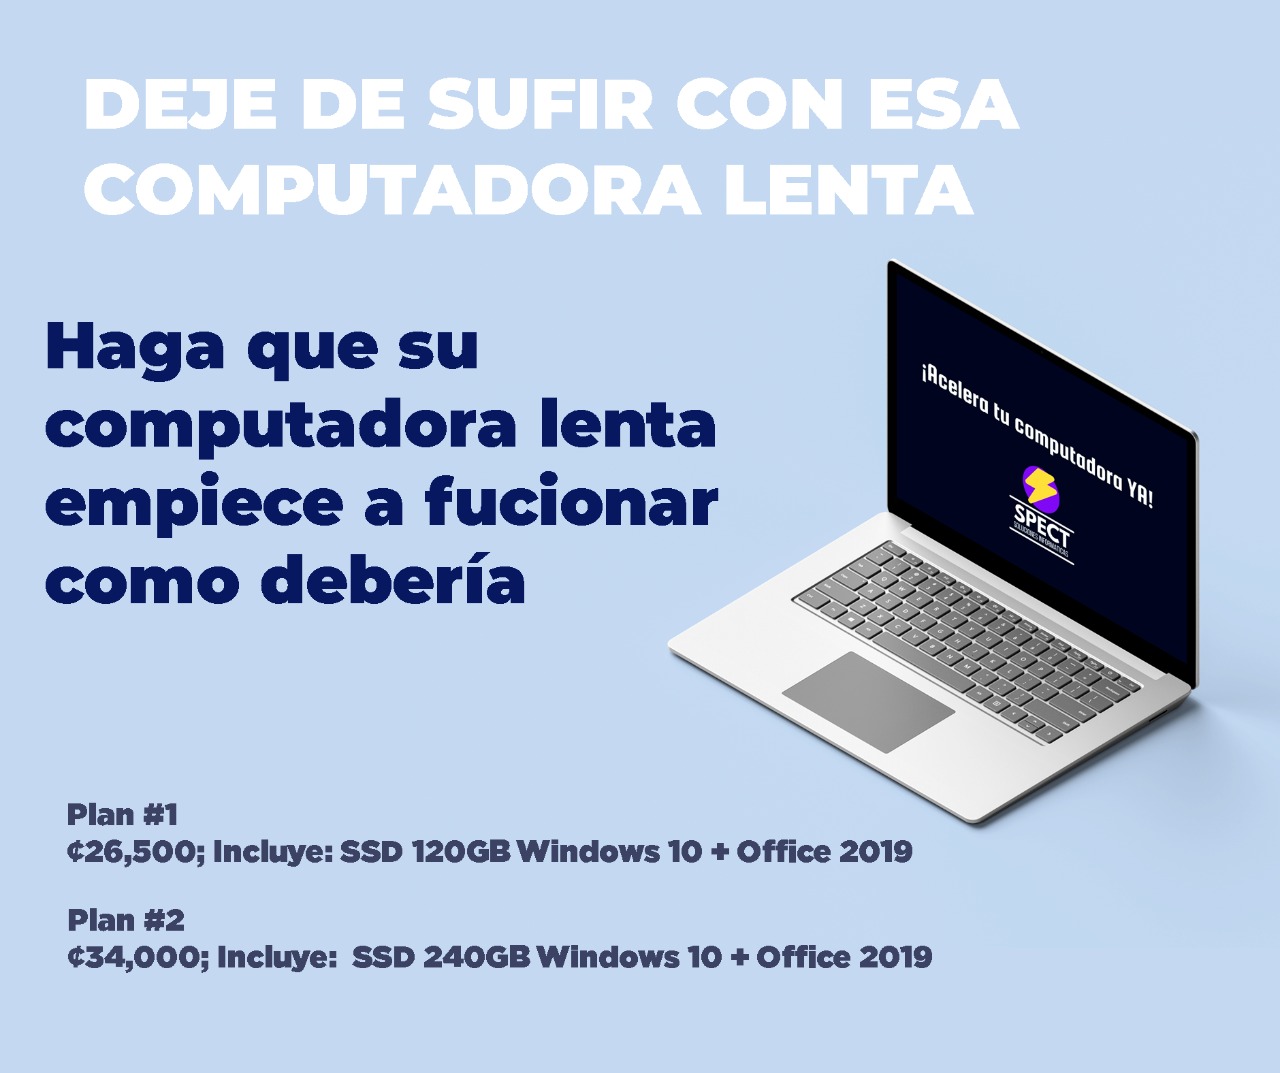 DEJE DE SUFIR CON ESA
COMPUTADORA LENTA
Haga que su
computadora lenta
empiece a fucionar
como debería
¡Acelera tu computadora YA!
SPECT
SOLUCIONES INFORMÁTICAS
Plan #1
¢26,500; Incluye: SSD 120GB Windows 10 + Office 2019
Plan #2
¢34,000; Incluye: SSD 240GB Windows 10 + Office 2019